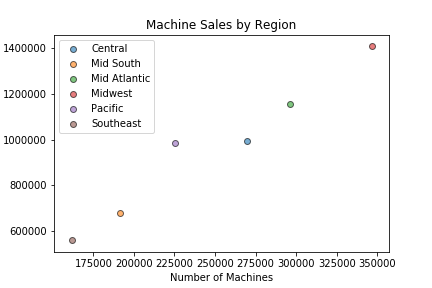 Machine Sales by Region
1400000
1200000
1000000
800000
600000
Central
Mid South
Mid Atlantic
Midwest
Pacific
Southeast
175000 200000 225000 250000 275000 300000 325000 350000
Number of Machines